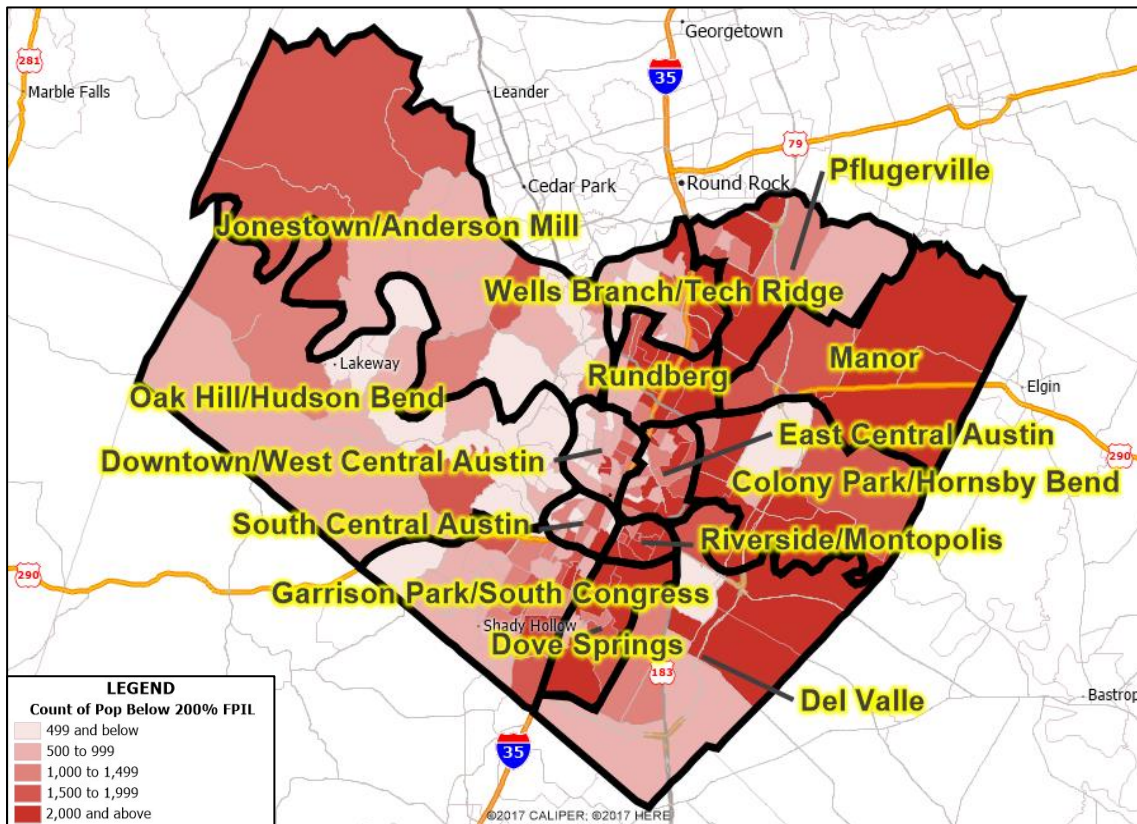 Georgetown
281
35
Marble Falls
Leander
79
Pflugerville
Cedar Park
Round Rock
Jonestown/Anderson Mill
Wells Branch/Tech Ridge
Manor
Lakeway
Rundberg
Elgin
Oak Hill/Hudson Bend
East Central Austin
290
Downtown/West Central Austin
Colony Park/Hornsby Bend
South Central Austin
Riverside/Montopolis
290
Garrison Park/South Congress
Shady Hollow
Dove Springs
183
Del Valle
Bastrop
35
LEGEND
Count of Pop Below 200% FPIL
499 and below
500 to 999
1,000 to 1,499
1,500 to 1,999
2,000 and above
©2017 CALIPER; ©2017 HERE